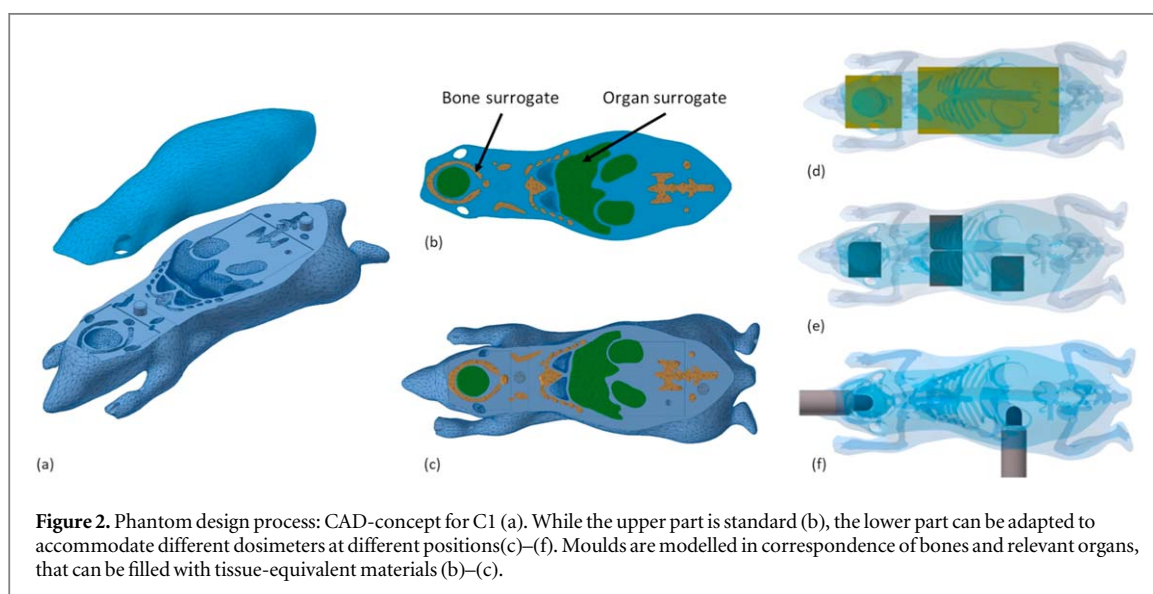 Bone surrogate
Organ surrogate
(a)
(b)
(c)
(d)
(e)
(f)
Figure 2. Phantom design process: CAD-concept for C1 (a). While the upper part is standard (b), the lower part can be adapted to
accommodate different dosimeters at different positions(c)–(f). Moulds are modelled in correspondence of bones and relevant organs,
that can be filled with tissue-equivalent materials (b)–(c).